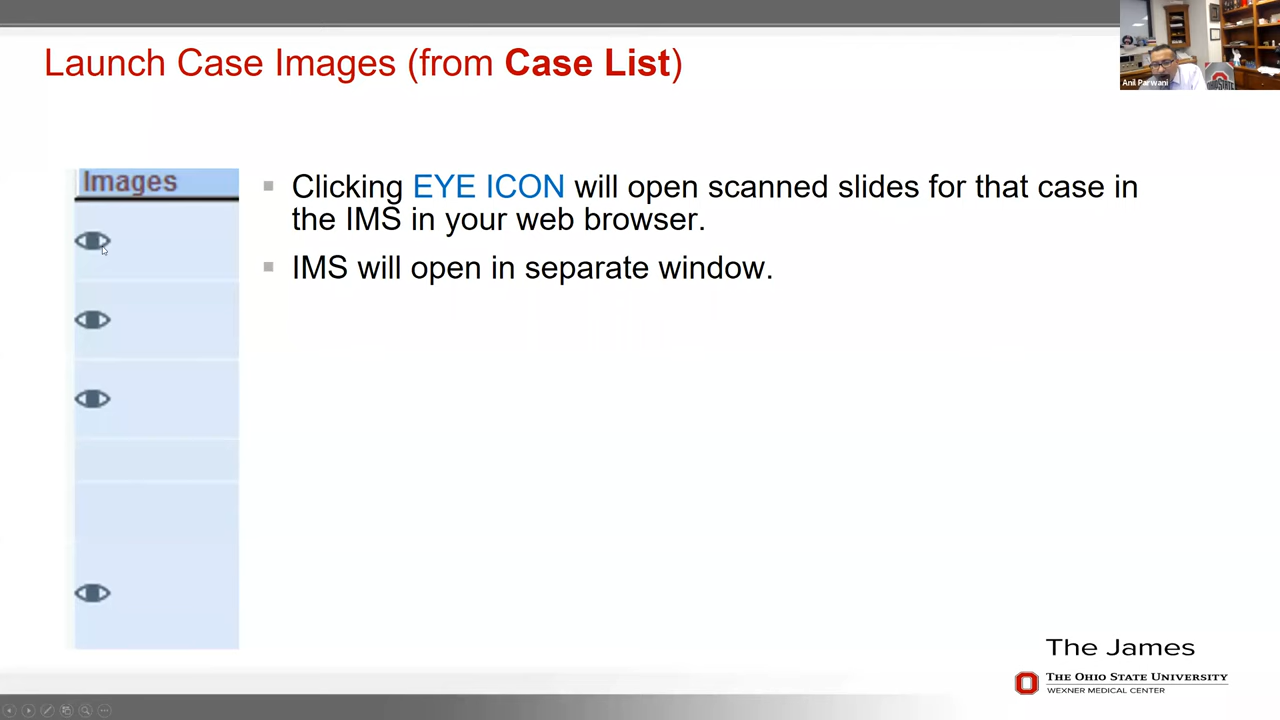 Launch Case Images (from Case List)
Anil Parwani
Images
Clicking EYE ICON will open scanned slides for that case in
the IMS in your web browser.
IMS will open in separate window.
The James
THE OHIO STATE UNIVERSITY
WEXNER MEDICAL CENTER